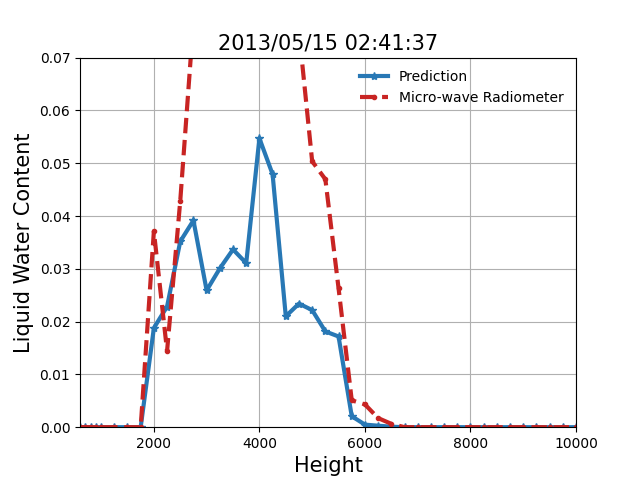 2013/05/15 02:41:37
0.07
0.06
0.05
0.04
0.03
0.02
0.01
0.00
Liquid Water Content
Prediction
Micro-wave Radiometer
2000 4000 6000 8000 10000
Height